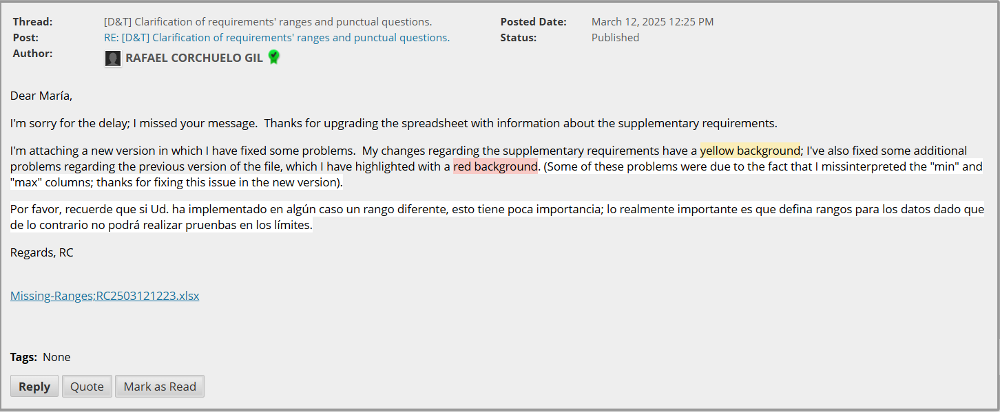 Thread: [D&T] Clarification of requirements' ranges and punctual questions. Posted Date: March 12, 2025 12:25 PM
Post: RE: [D&T] Clarification of requirements' ranges and punctual questions. Status: Published
Author: RAFAEL CORCHUELO GIL
Dear María,
I'm sorry for the delay; I missed your message. Thanks for upgrading the spreadsheet with information about the supplementary requirements.
I'm attaching a new version in which I have fixed some problems. My changes regarding the supplementary requirements have a yellow background; I've also fixed some additional
problems regarding the previous version of the file, which I have highlighted with a red background. (Some of these problems were due to the fact that I missinterpreted the "min" and
"max" columns; thanks for fixing this issue in the new version).
Por favor, recuerde que si Ud. ha implementado en algún caso un rango diferente, esto tiene poca importancia; lo realmente importante es que defina rangos para los datos dado que
de lo contrario no podrá realizar pruenbas en los límites.
Regards, RC
Missing-Ranges;RC2503121223.xlsx
Tags: None
Reply Quote Mark as Read